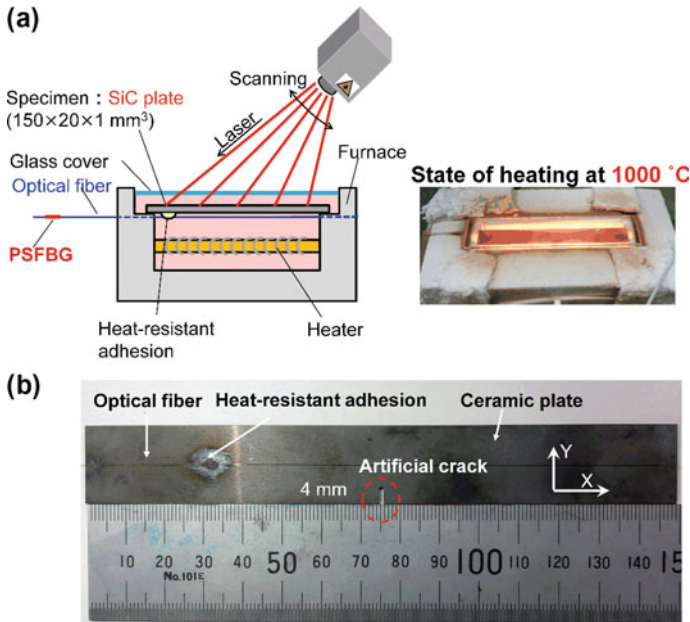 (a)
Scanning
Specimen : SiC plate
(150×20×1 mm³)
Laser
Glass cover
Furnace
Optical fiber
State of heating at 1000 ˚C
PSFBG
Heat-resistant
adhesion
Heater
(b)
Optical fiber
Heat-resistant adhesion
Ceramic plate
Artificial crack
Y
4 mm
X
10 20 30 40 50 60 70 80 90 100 110 120 130 140 15
No.101E